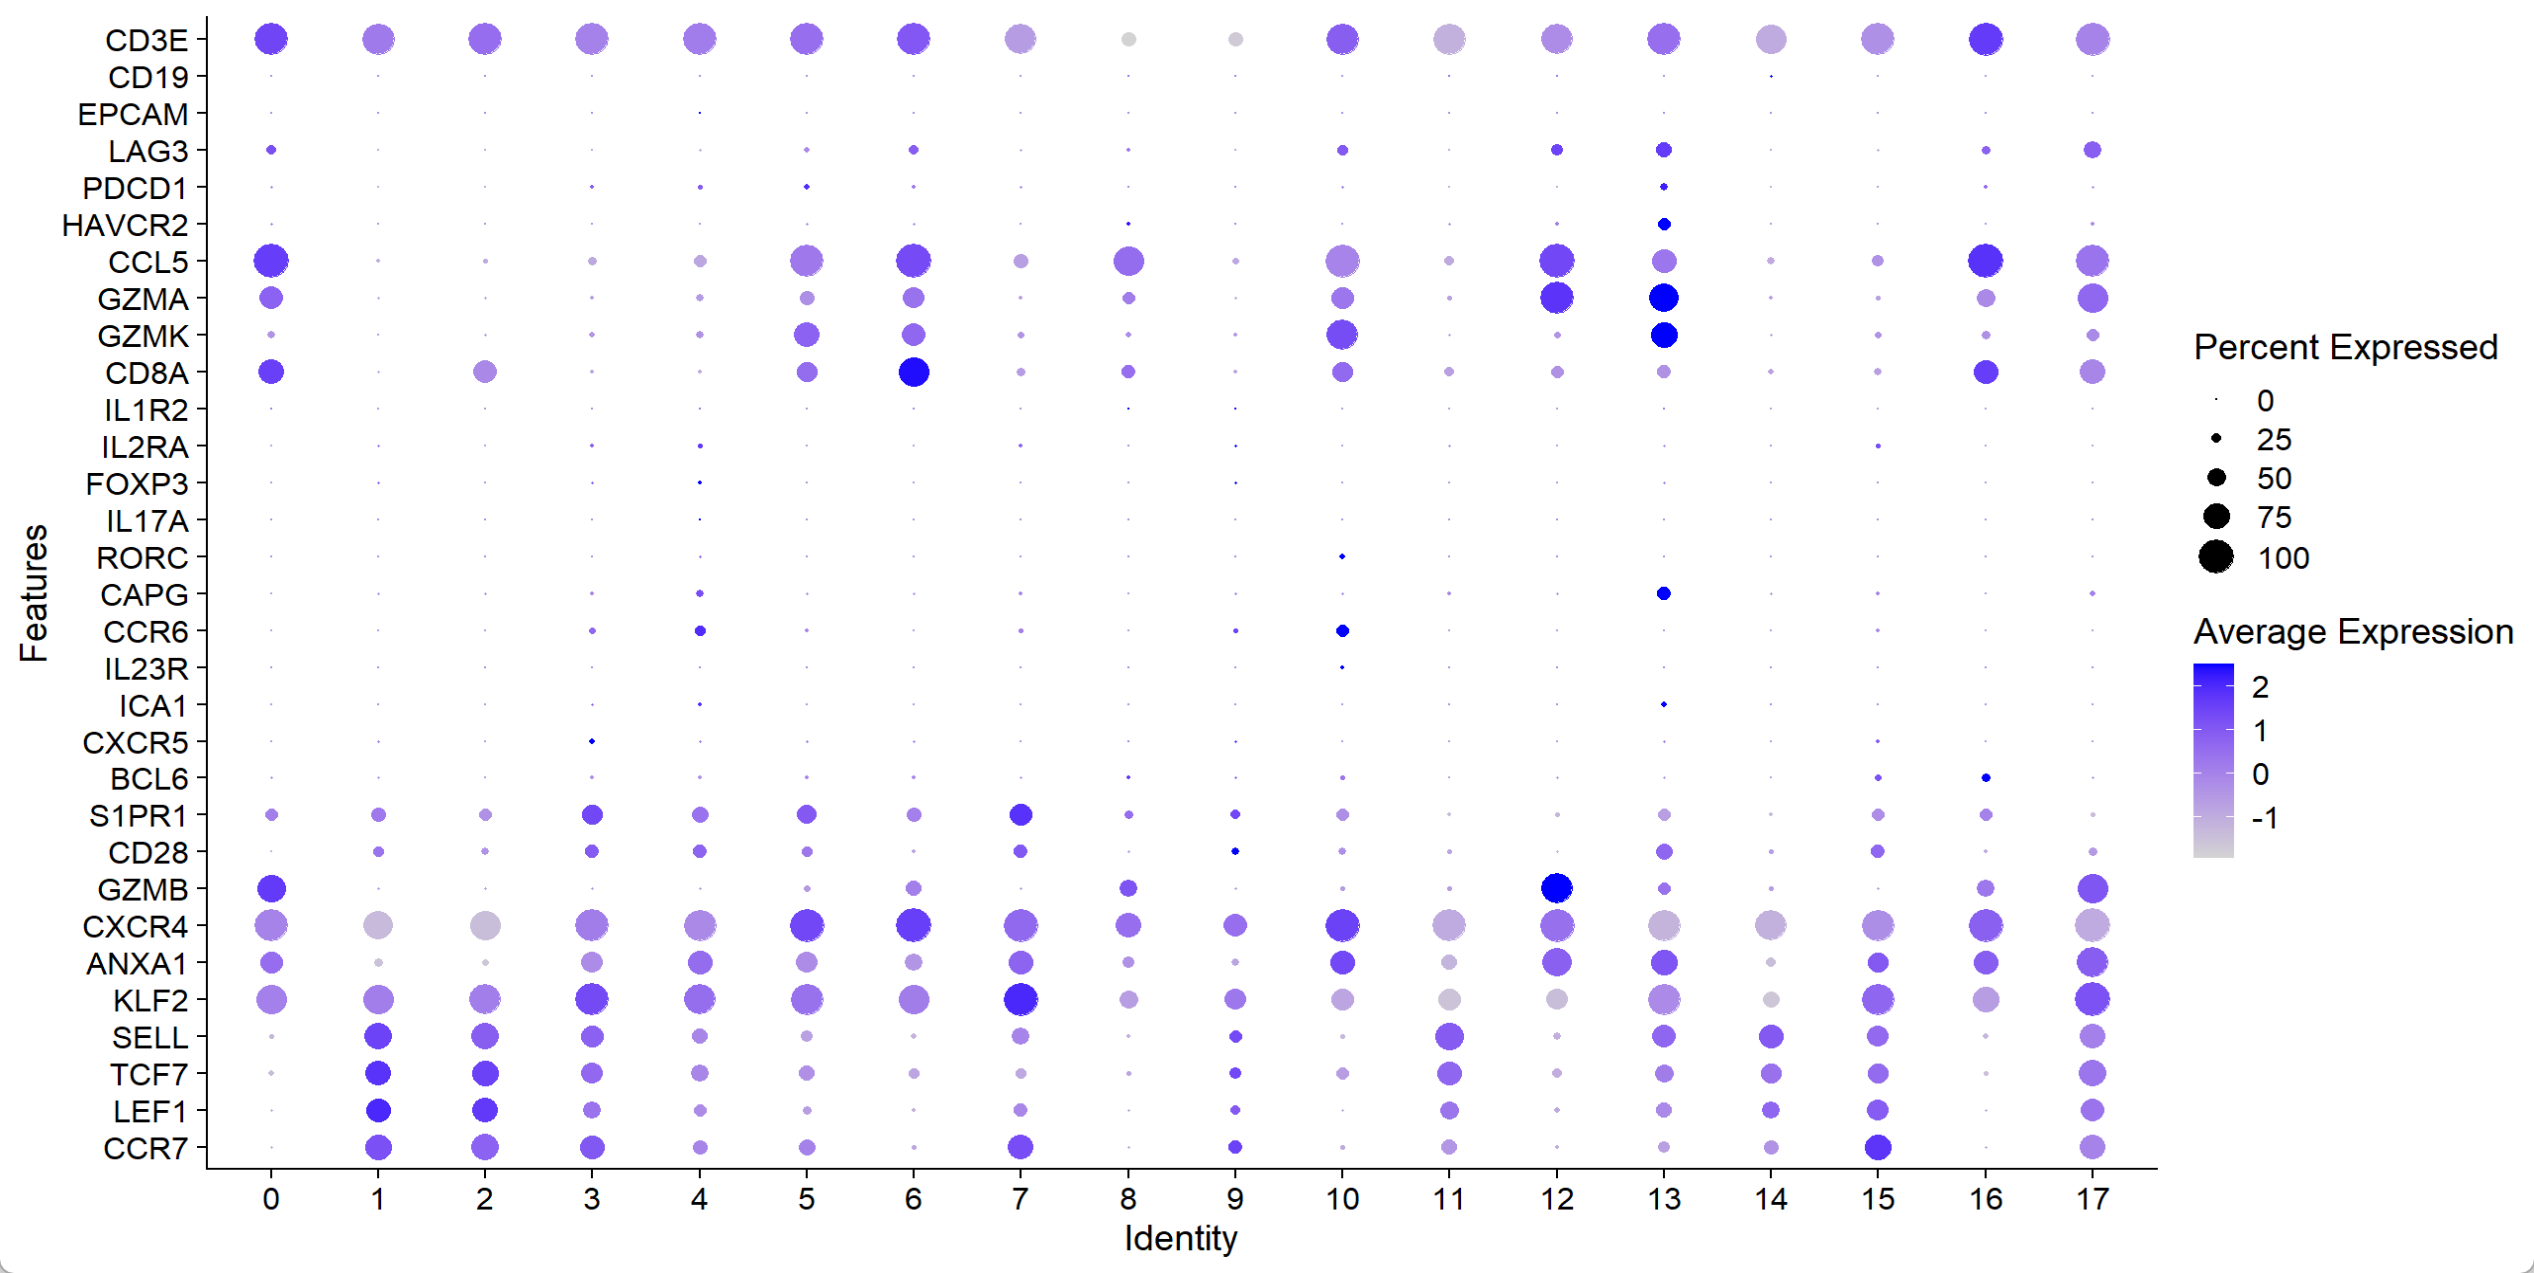 CD3E
CD19
EPCAM
LAG3
PDCD1
HAVCR2
CCL5
GZMA
GZMK
CD8A
IL1R2
IL2RA
FOXP3
IL17A
RORC
CAPG
CCR6
IL23R
ICA1
CXCR5
BCL6
S1PR1
CD28
GZMB
CXCR4
ANXA1
KLF2
SELL
TCF7
LEF1
CCR7
Features
0 1 2 3 4 5 6 7 8 9 10 11 12 13 14 15 16 17
Identity
Percent Expressed
0
25
50
75
100
Average Expression
2
1
0
-1